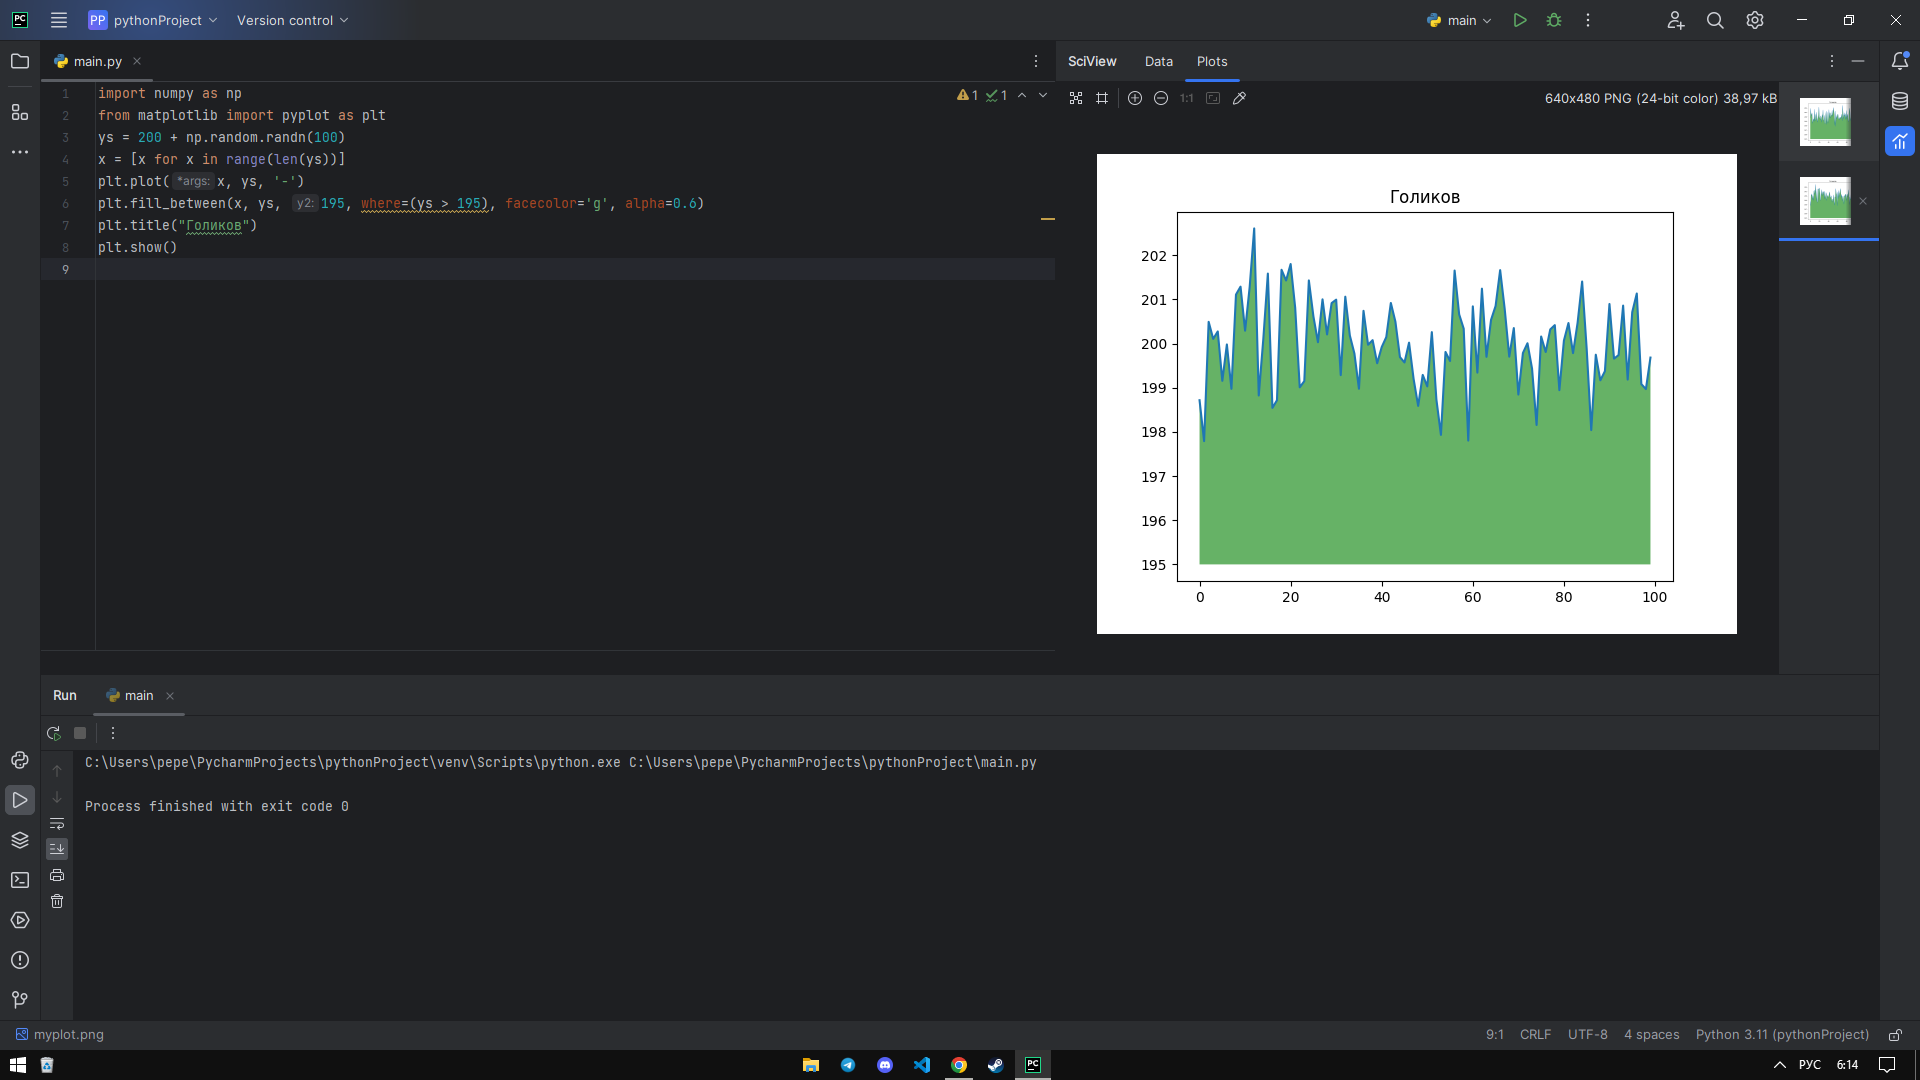 PC
PP pythonProject
Version control
main
main.py
1 import numpy as np
2 from matplotlib import pyplot as plt
3 ys = 200 + np.random.randn(100)
4 x = [x for x in range(len(ys))]
5 plt.plot( *args: x, ys, '-')
6 plt.fill_between(x, ys, y2: 195, where=(ys > 195), facecolor='g', alpha=0.6)
7 plt.title("Голиков")
8 plt.show()
9
1 1
SciView Data Plots
1:1
640x480 PNG (24-bit color) 38,97 kB
Голиков
202
201
200
199
198
197
196
195
0 20 40 60 80 100
Run main
C:\Users\pepe\PycharmProjects\pythonProject\venv\Scripts\python.exe C:\Users\pepe\PycharmProjects\pythonProject\main.py
Process finished with exit code 0
myplot.png
9:1 CRLF UTF-8 4 spaces Python 3.11 (pythonProject)
PC
РУС 6:14